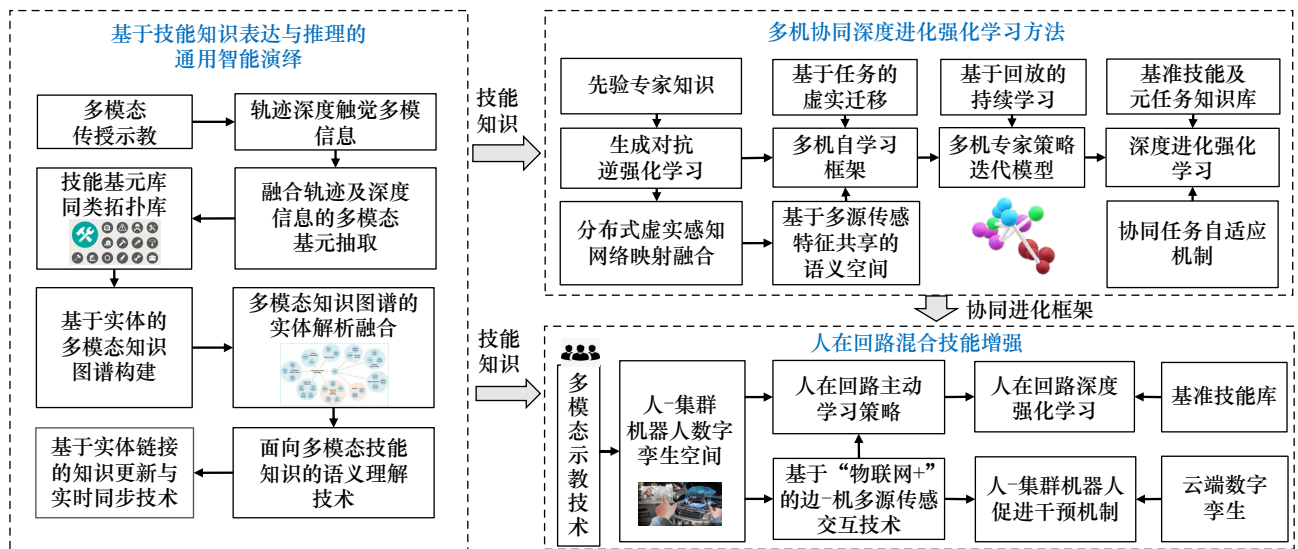 基于技能知识表达与推理的
通用智能演绎
多模态
传授示教
轨迹深度触觉多模
信息
技能基元库
同类拓扑库
融合轨迹及深度
信息的多模态
基元抽取
基于实体的
多模态知识
图谱构建
多模态知识图谱的
实体解析融合
基于实体链接
的知识更新与
实时同步技术
面向多模态技能
知识的语义理解
技术
技能
知识
技能
知识
多机协同深度进化强化学习方法
先验专家知识
基于任务的
虚实迁移
基于回放的
持续学习
基准技能及
元任务知识库
生成对抗
逆强化学习
多机自学习
框架
多机专家策略
迭代模型
深度进化强化
学习
分布式虚实感知
网络映射融合
基于多源传感
特征共享的
语义空间
协同任务自适应
机制
协同进化框架
人在回路混合技能增强
多
模
态
示
教
技
术
人-集群
机器人数字
孪生空间
人在回路主动
学习策略
人在回路深度
强化学习
基准技能库
基于“物联网+”
的边-机多源传感
交互技术
人-集群机器人
促进干预机制
云端数字
孪生